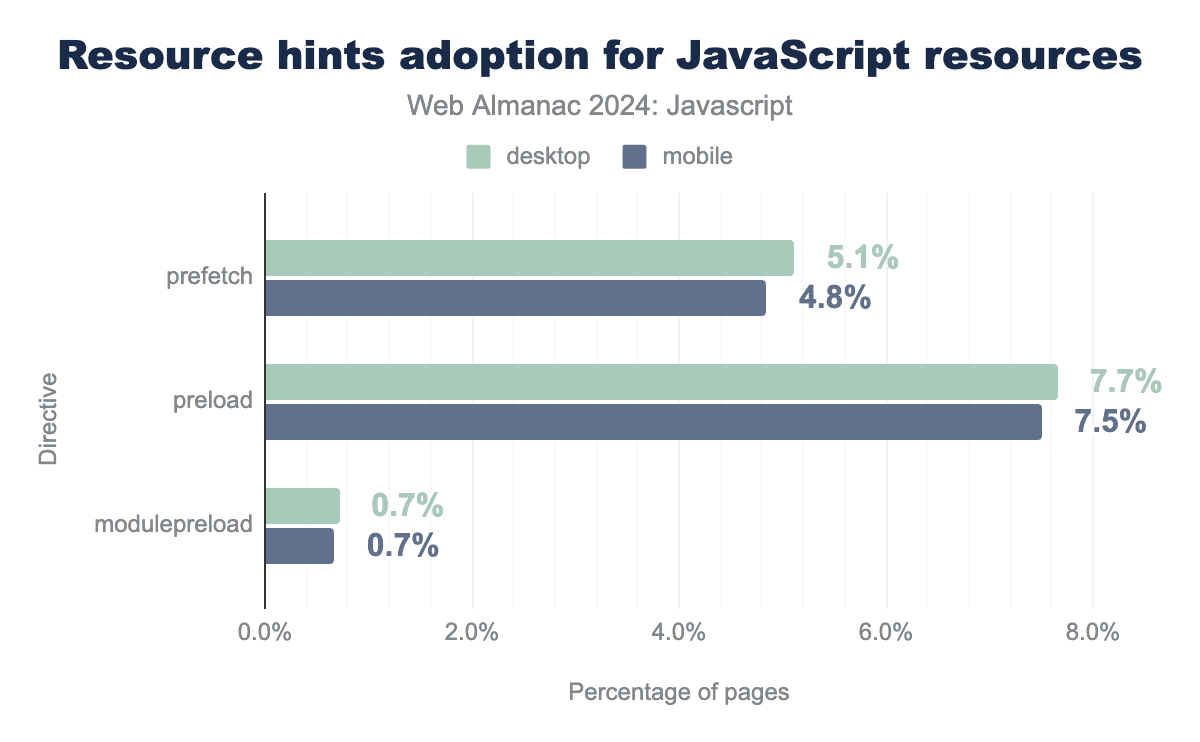 Resource hints adoption for JavaScript resources
Web Almanac 2024: Javascript
desktop mobile
Directive
prefetch
5.1%
4.8%
preload
7.7%
7.5%
modulepreload
0.7%
0.7%
0.0% 2.0% 4.0% 6.0% 8.0%
Percentage of pages